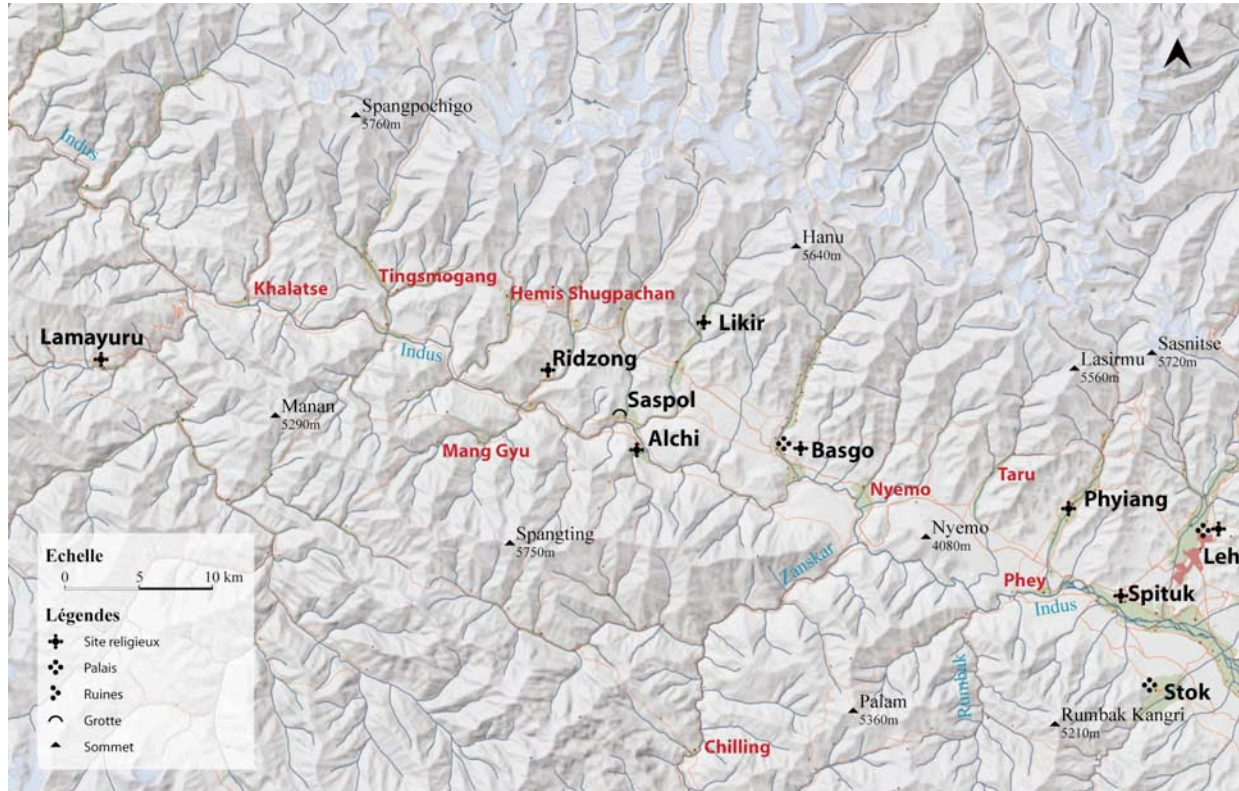 Spangpochigo
5760m
Indus
Hanu
5640m
Khalatse
Tingsmogang
Hemis Shugpachan
Likir
Lamayuru
Indus
Ridzong
Lasirmu
5560m
Sasnitse
5720m
Manan
5290m
Saspol
Mang Gyu
Alchi
Basgo
Nyemo
Taru
Phyiang
Spangting
5750m
Zanskar
Nyemo
4080m
Leh
Phey
Indus
Spituk
Rumbak
Stok
Palam
5360m
Rumbak Kangri
5210m
Chilling
Echelle
0 5 10 km
Légendes
Site religieux
Palais
Ruines
Grotte
Sommet